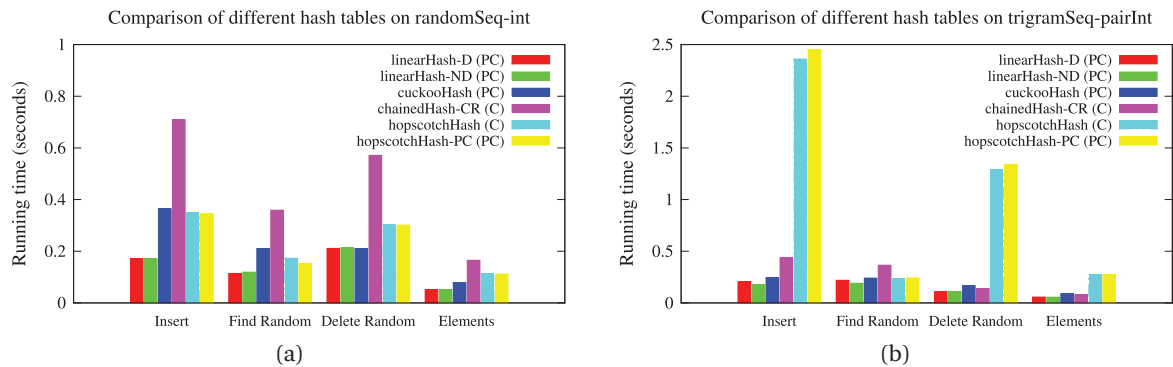 Comparison of different hash tables on randomSeq-int
Running time (seconds)
1
0.8
0.6
0.4
0.2
0
linearHash-D (PC)
linearHash-ND (PC)
cuckooHash (PC)
chainedHash-CR (C)
hopscotchHash (C)
hopscotchHash-PC (PC)
Insert Find Random Delete Random Elements
(a)
Comparison of different hash tables on trigramSeq-pairInt
Running time (seconds)
2.5
2
1.5
1
0.5
0
linearHash-D (PC)
linearHash-ND (PC)
cuckooHash (PC)
chainedHash-CR (C)
hopscotchHash (C)
hopscotchHash-PC (PC)
Insert Find Random Delete Random Elements
(b)